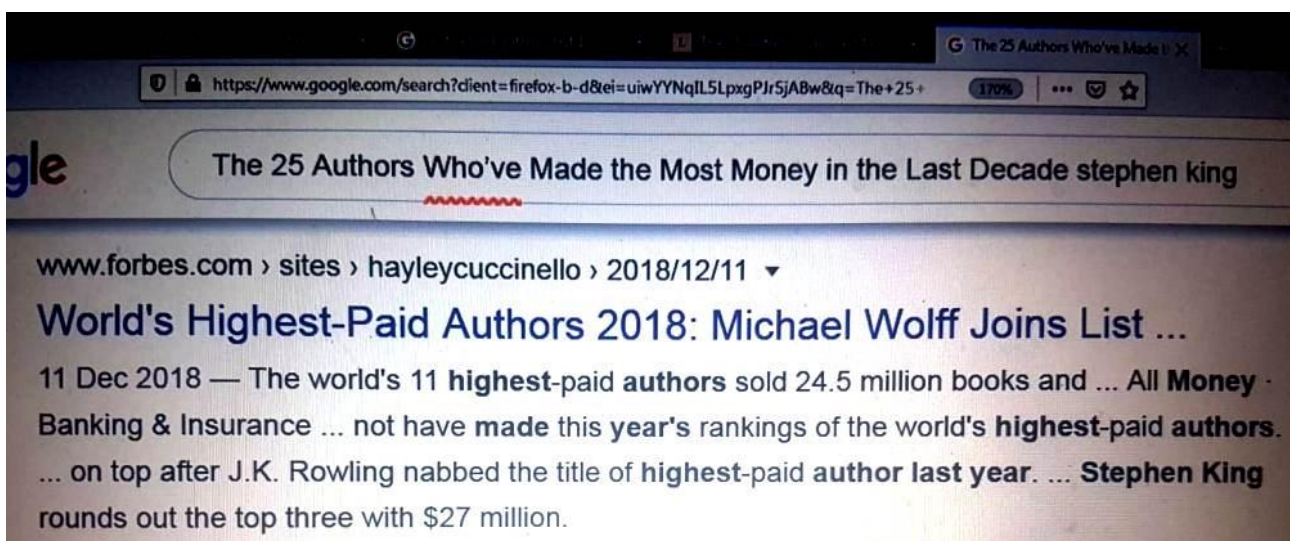 G The 25 Authors Who've Made t
https://www.google.com/search?client=firefox-b-d&ei=uiwYYNqIL5LpxgPJr5jABw&q=The+25+ 170%
gle The 25 Authors Who've Made the Most Money in the Last Decade stephen king
www.forbes.com › sites › hayleycuccinello › 2018/12/11
World's Highest-Paid Authors 2018: Michael Wolff Joins List ...
11 Dec 2018 — The world's 11 highest-paid authors sold 24.5 million books and ... All Money ·
Banking & Insurance ... not have made this year's rankings of the world's highest-paid authors.
... on top after J.K. Rowling nabbed the title of highest-paid author last year. ... Stephen King
rounds out the top three with $27 million.